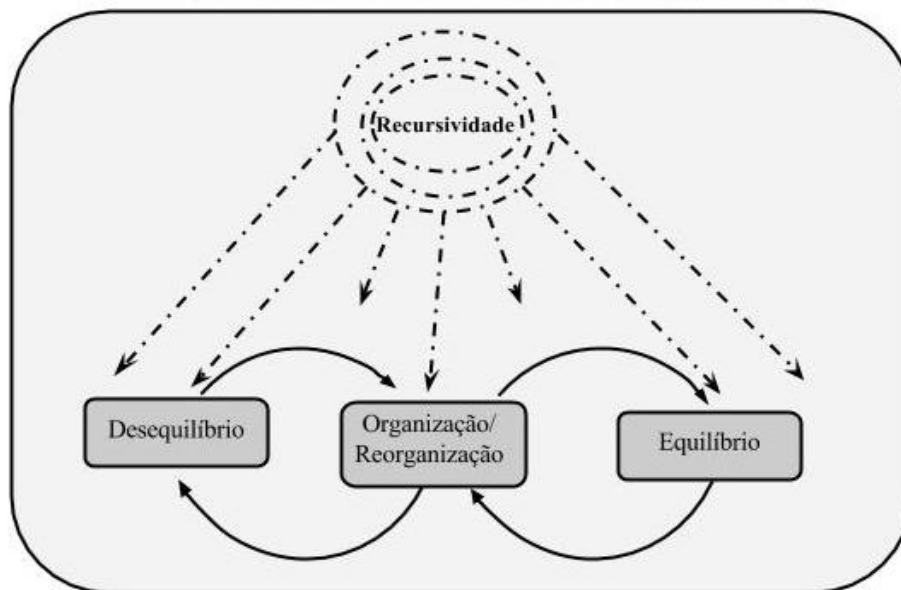 Recursividade
Desequilíbrio
Organização/
Reorganização
Equilíbrio